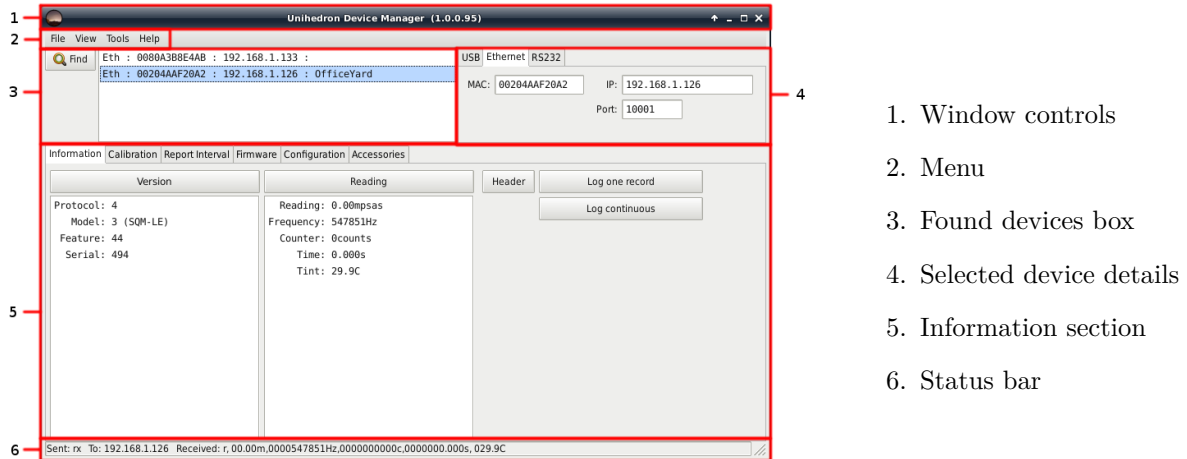 1
Unihedron Device Manager (1.0.0.95)
2
File View Tools Help
Find
Eth : 0080A3B8E4AB : 192.168.1.133 :
Eth : 00204AAF20A2 : 192.168.1.126 : OfficeYard
3
USB Ethernet RS232
MAC: 00204AAF20A2 IP: 192.168.1.126
Port: 10001
4
Information Calibration Report Interval Firmware Configuration Accessories
Version Reading Header Log one record
Log continuous
Protocol: 4
Model: 3 (SQM-LE)
Feature: 44
Serial: 494
Reading: 0.00mpsas
Frequency: 547851Hz
Counter: 0counts
Time: 0.000s
Tint: 29.9C
5
6
Sent: rx To: 192.168.1.126 Received: r, 00.00m,0000547851Hz,0000000000c,0000000.000s, 029.9C
1. Window controls
2. Menu
3. Found devices box
4. Selected device details
5. Information section
6. Status bar